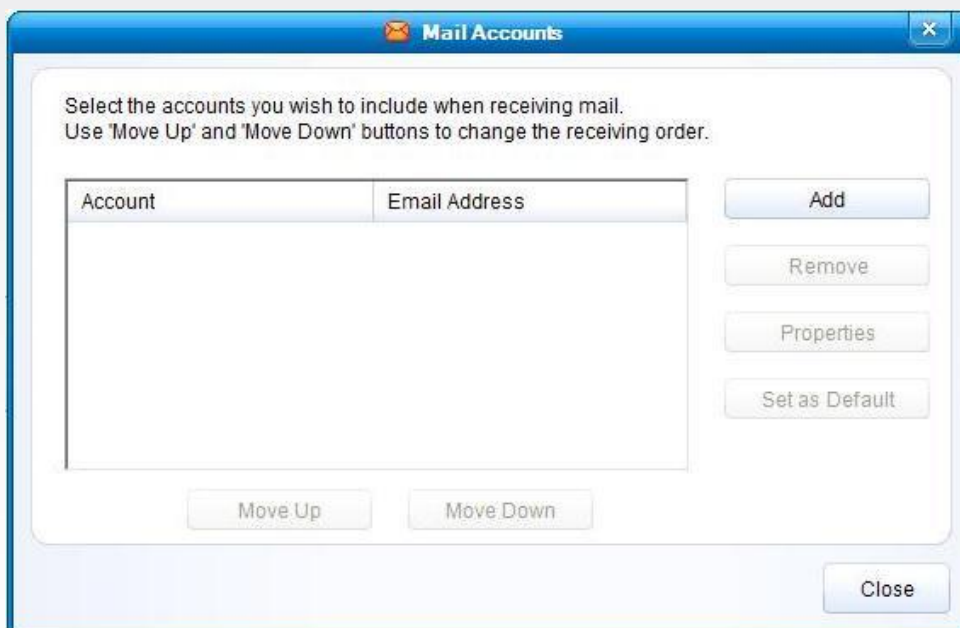 Mail Accounts
Select the accounts you wish to include when receiving mail.
Use 'Move Up' and 'Move Down' buttons to change the receiving order.
Account Email Address
Add
Remove
Properties
Set as Default
Move Up Move Down
Close